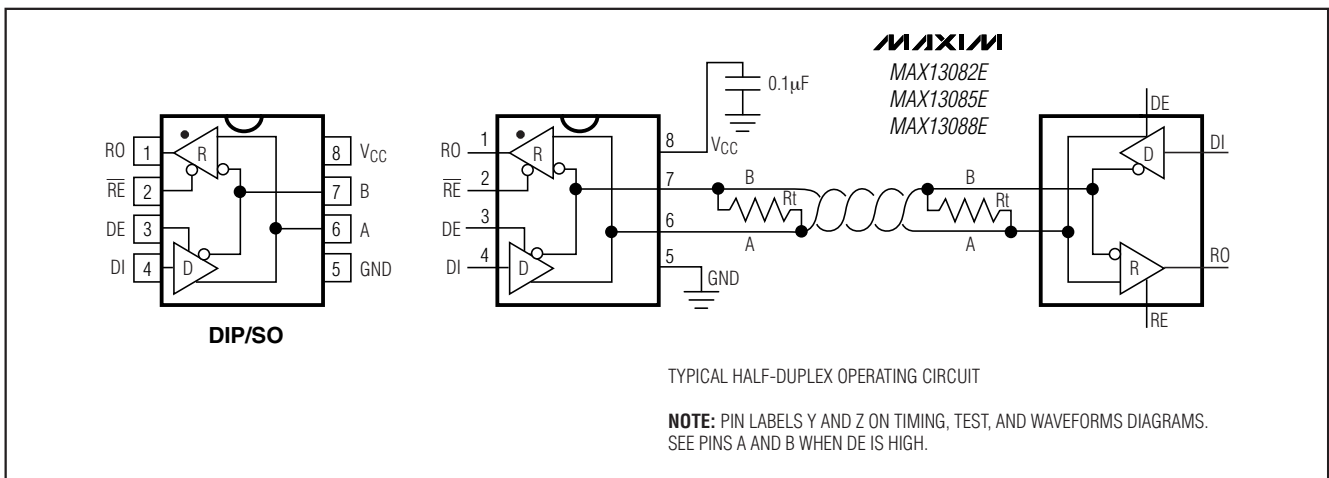 MAXIM
MAX13082E
MAX13085E
MAX13088E
0.1μF
RO 1
RE 2
DE 3
DI 4
R
D
8 VCC
7 B
6 A
5 GND
DIP/SO
RO 1
RE 2
DE 3
DI 4
R
D
8 VCC
7
6
5 GND
B
Rt
A
B
Rt
A
DE
D
DI
R
RO
RE
TYPICAL HALF-DUPLEX OPERATING CIRCUIT
NOTE: PIN LABELS Y AND Z ON TIMING, TEST, AND WAVEFORMS DIAGRAMS.
SEE PINS A AND B WHEN DE IS HIGH.